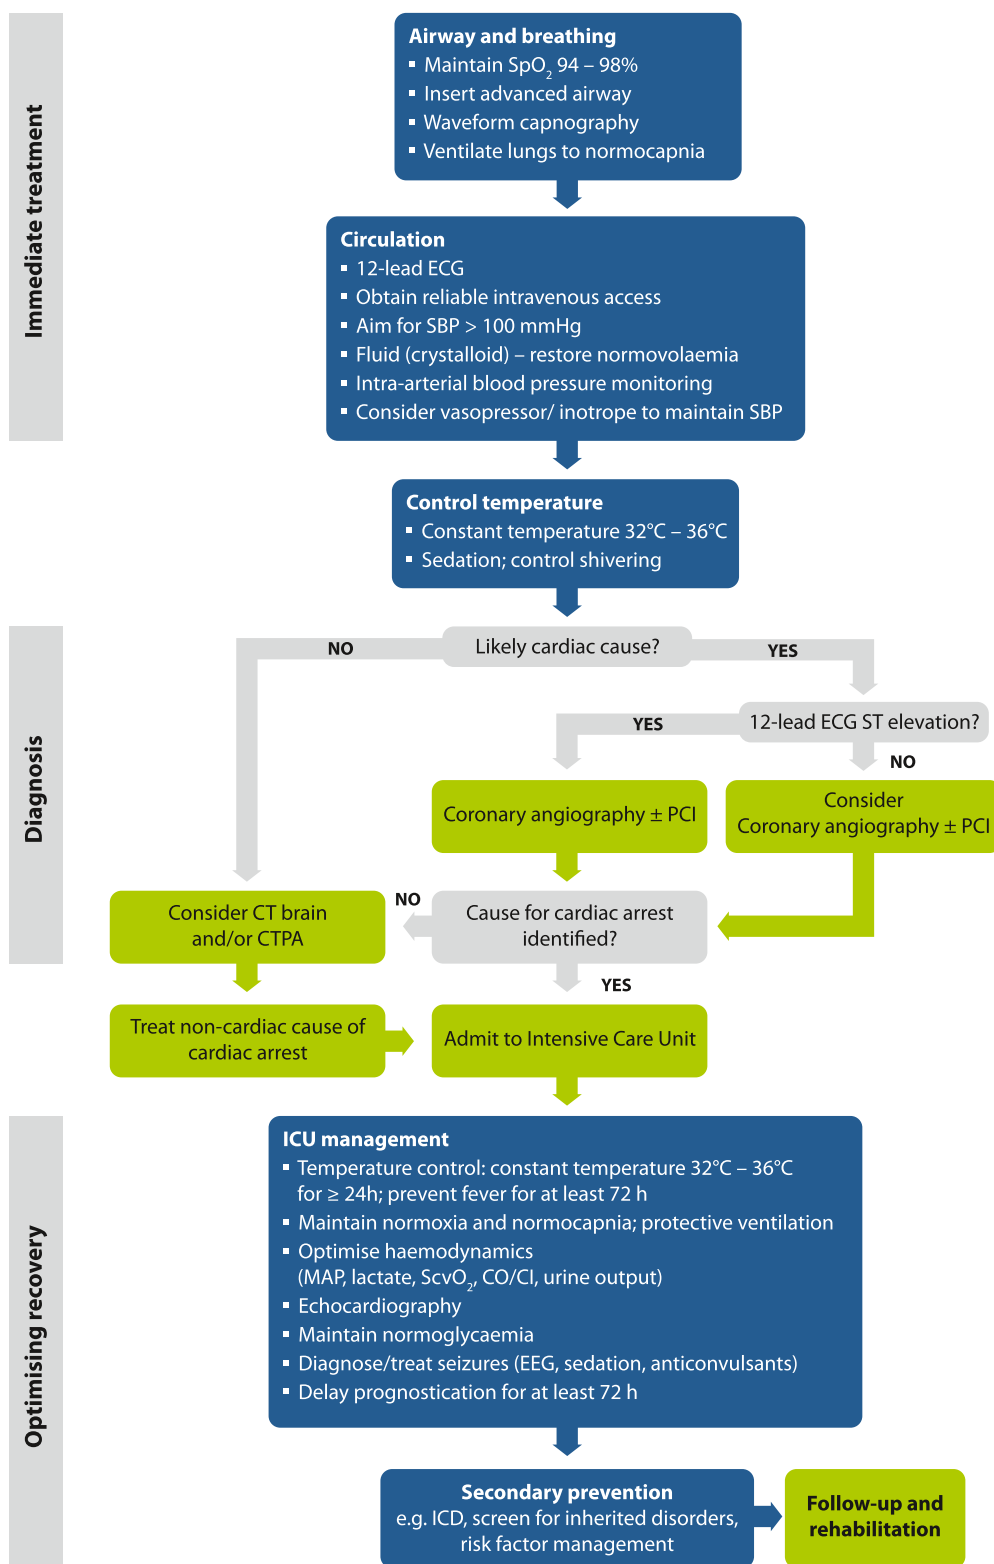 Immediate treatment
Airway and breathing
▪ Maintain SpO₂ 94 – 98%
▪ Insert advanced airway
▪ Waveform capnography
▪ Ventilate lungs to normocapnia
Circulation
▪ 12-lead ECG
▪ Obtain reliable intravenous access
▪ Aim for SBP > 100 mmHg
▪ Fluid (crystalloid) – restore normovolaemia
▪ Intra-arterial blood pressure monitoring
▪ Consider vasopressor/ inotrope to maintain SBP
Control temperature
▪ Constant temperature 32°C – 36°C
▪ Sedation; control shivering
Diagnosis
Likely cardiac cause?
NO
YES
12-lead ECG ST elevation?
YES
NO
Coronary angiography ± PCI
Consider
Coronary angiography ± PCI
Cause for cardiac arrest
identified?
NO
YES
Consider CT brain
and/or CTPA
Treat non-cardiac cause of
cardiac arrest
Admit to Intensive Care Unit
Optimising recovery
ICU management
▪ Temperature control: constant temperature 32°C – 36°C
for ≥ 24h; prevent fever for at least 72 h
▪ Maintain normoxia and normocapnia; protective ventilation
▪ Optimise haemodynamics
(MAP, lactate, ScvO₂, CO/CI, urine output)
▪ Echocardiography
▪ Maintain normoglycaemia
▪ Diagnose/treat seizures (EEG, sedation, anticonvulsants)
▪ Delay prognostication for at least 72 h
Secondary prevention
e.g. ICD, screen for inherited disorders,
risk factor management
Follow-up and
rehabilitation